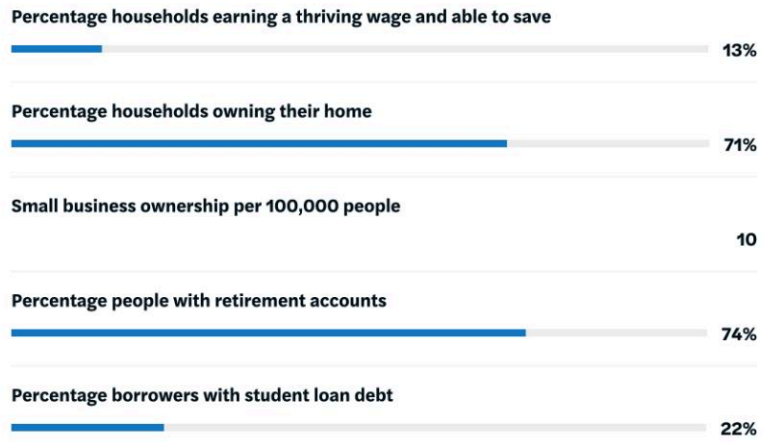 Percentage households earning a thriving wage and able to save
13%
Percentage households owning their home
71%
Small business ownership per 100,000 people
10
Percentage people with retirement accounts
74%
Percentage borrowers with student loan debt
22%